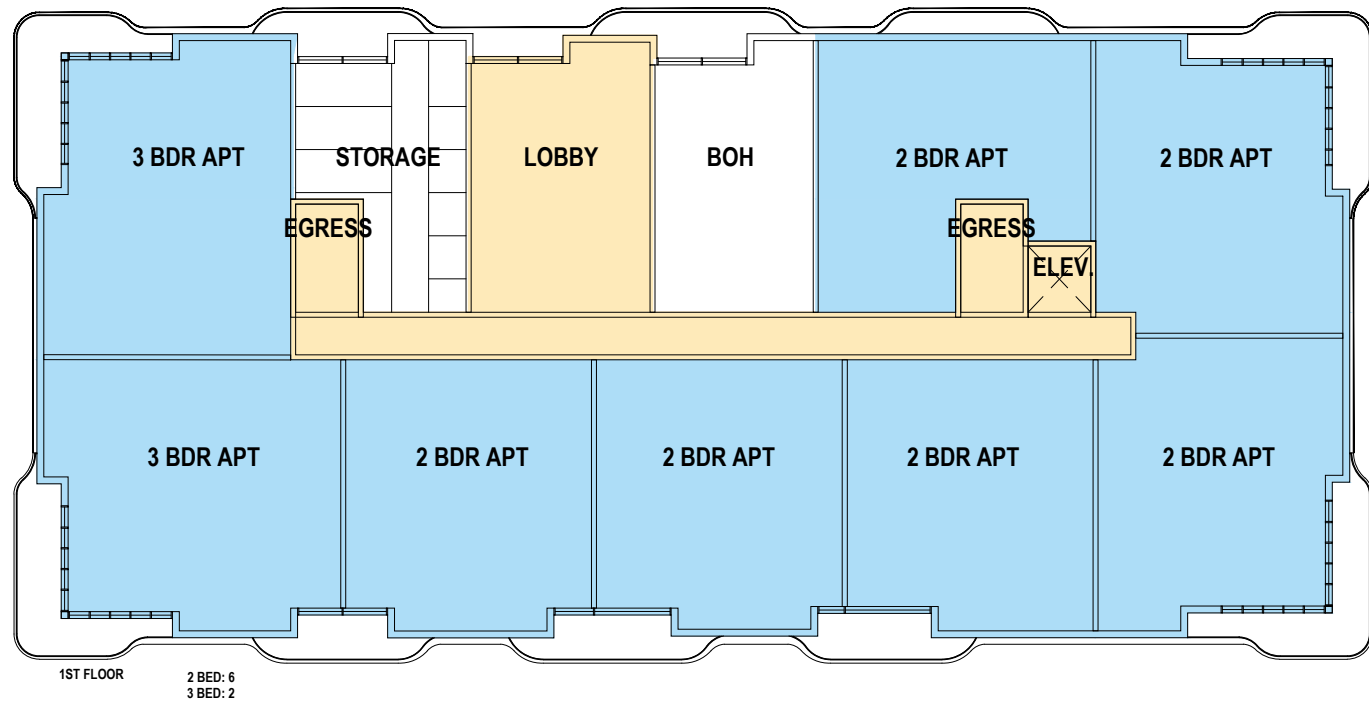 3 BDR APT
STORAGE
LOBBY
BOH
2 BDR APT
2 BDR APT
EGRESS
EGRESS
ELEV.
3 BDR APT
2 BDR APT
2 BDR APT
2 BDR APT
2 BDR APT
1ST FLOOR
2 BED: 6
3 BED: 2